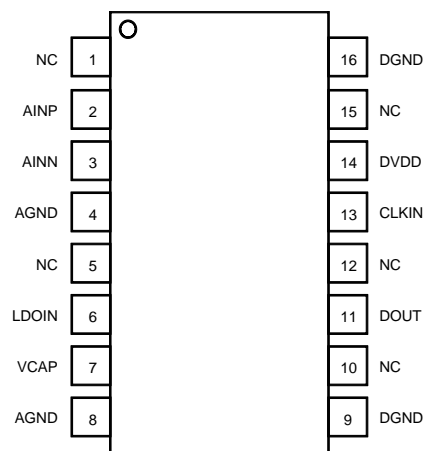 NC 1 16 DGND
AINP 2 15 NC
AINN 3 14 DVDD
AGND 4 13 CLKIN
NC 5 12 NC
LDOIN 6 11 DOUT
VCAP 7 10 NC
AGND 8 9 DGND